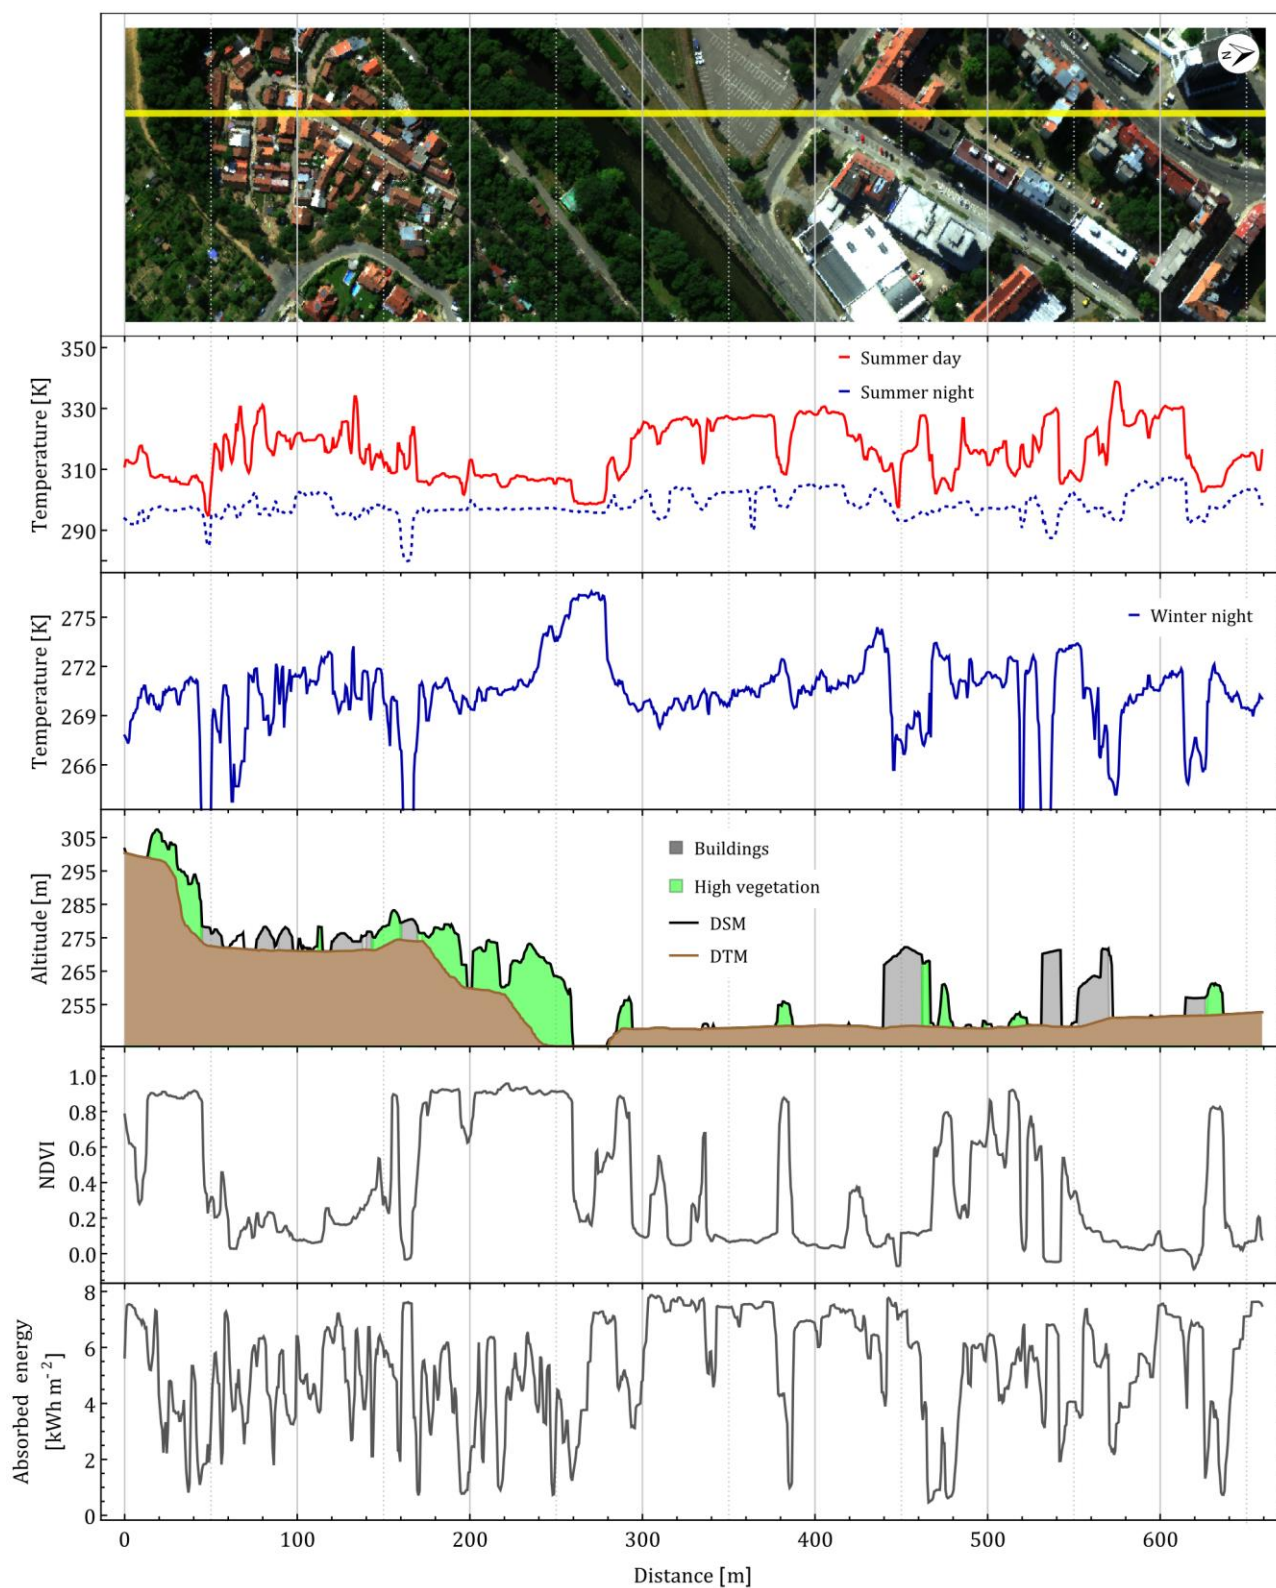 N
350
330
310
290
Temperature [K]
Summer day
Summer night
275
272
269
266
Temperature [K]
Winter night
305
295
285
275
265
255
Altitude [m]
Buildings
High vegetation
DSM
DTM
1.0
0.8
0.6
0.4
0.2
0.0
NDVI
8
6
4
2
0
Absorbed energy
[kWh m⁻²]
0 100 200 300 400 500 600
Distance [m]